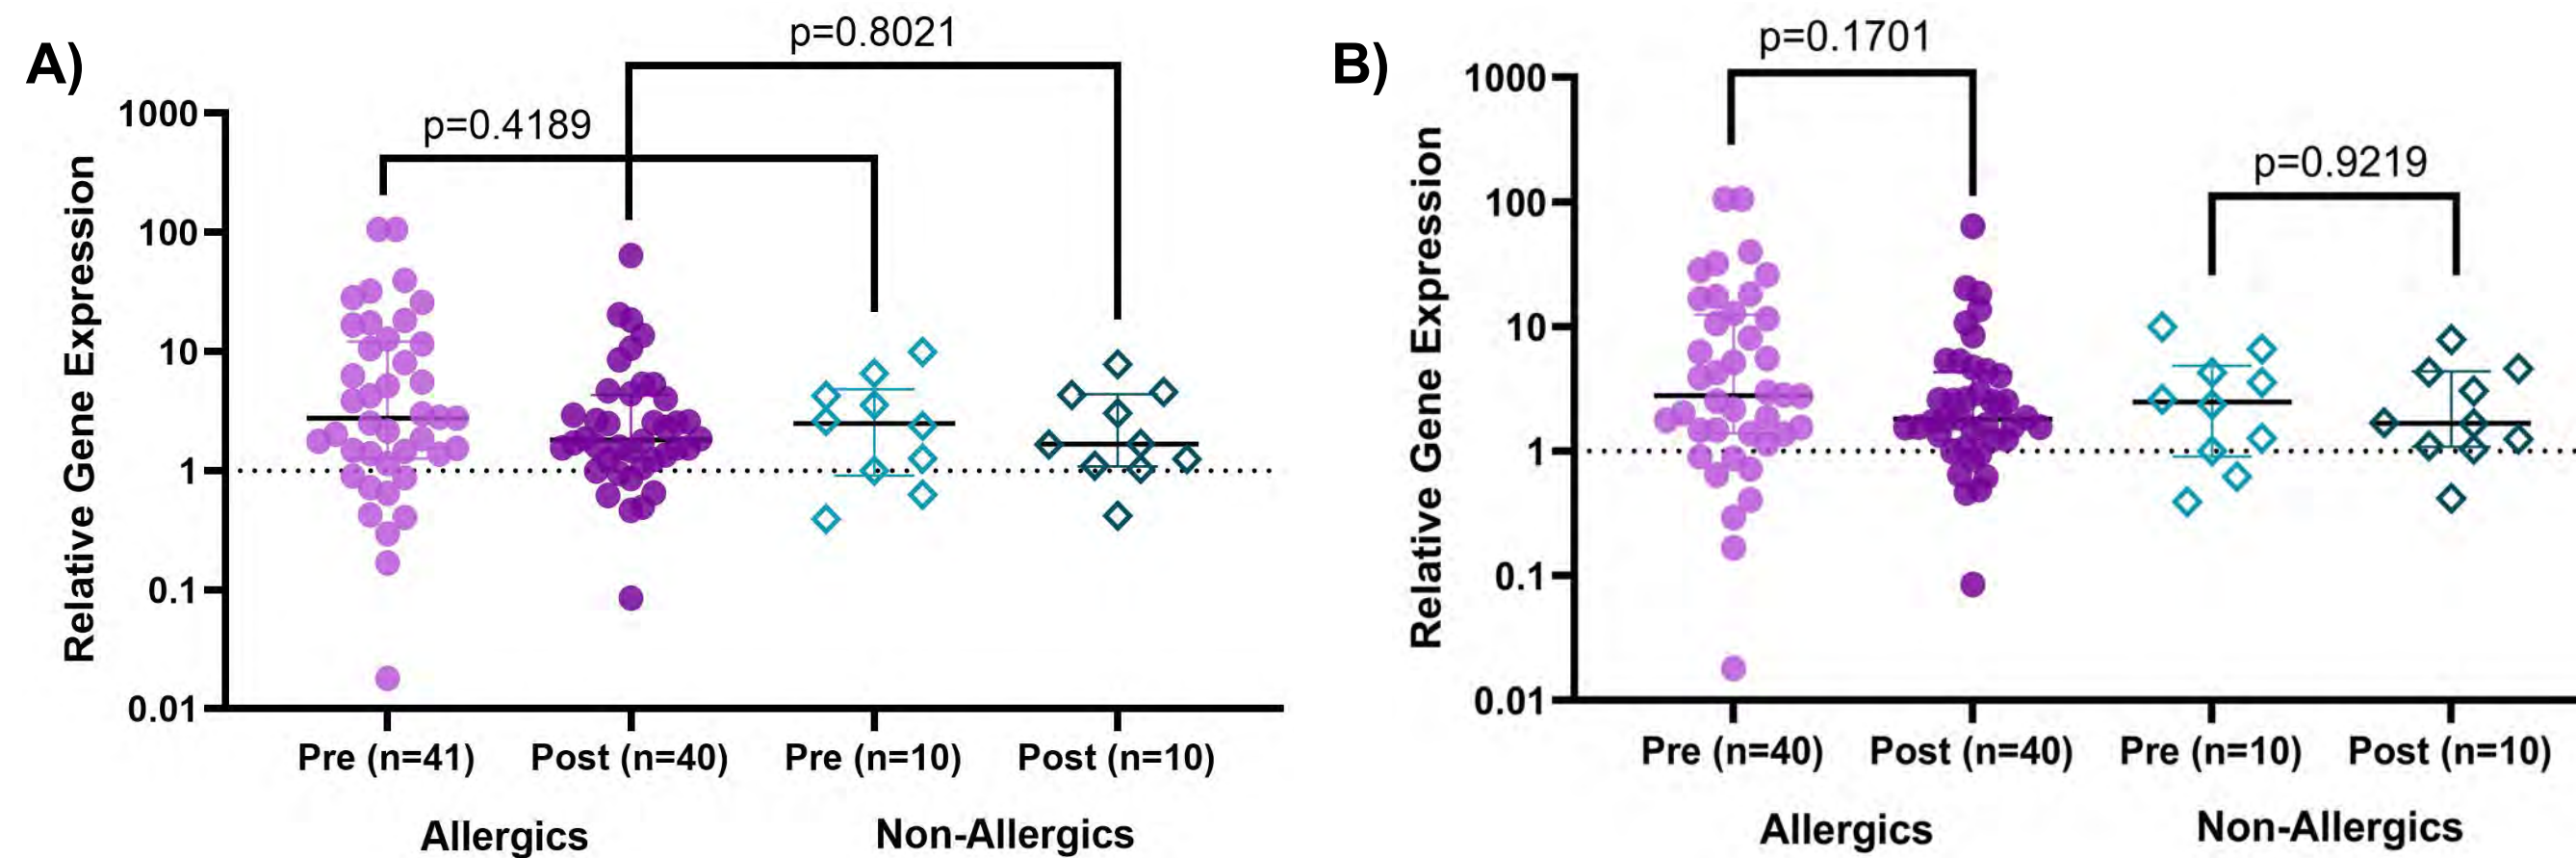 A)
p=0.8021
p=0.4189
1000
100
10
1
0.1
0.01
Relative Gene Expression
Pre (n=41)
Post (n=40)
Pre (n=10)
Post (n=10)
Allergics
Non-Allergics
B)
p=0.1701
p=0.9219
1000
100
10
1
0.1
0.01
Relative Gene Expression
Pre (n=40)
Post (n=40)
Pre (n=10)
Post (n=10)
Allergics
Non-Allergics